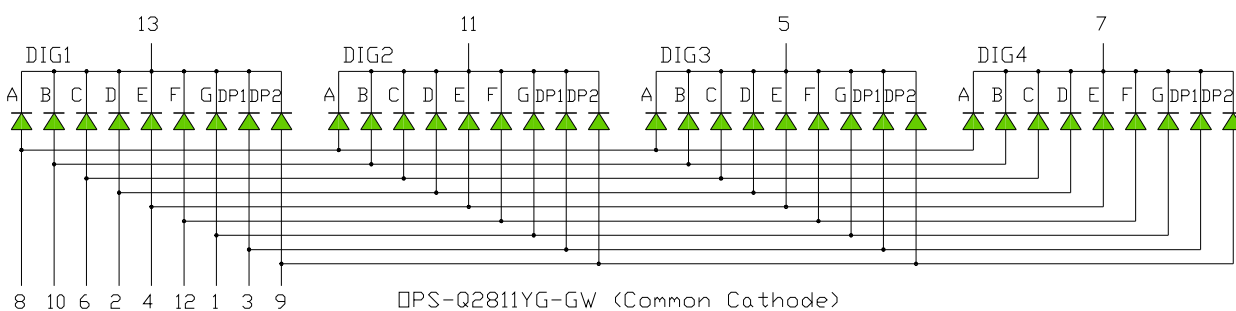 13 11 5 7
DIG1 DIG2 DIG3 DIG4
A B C D E F G DP1 DP2 A B C D E F G DP1 DP2 A B C D E F G DP1 DP2 A B C D E F G DP1 DP2
8 10 6 2 4 12 1 3 9 OPS-Q2811YG-GW (Common Cathode)